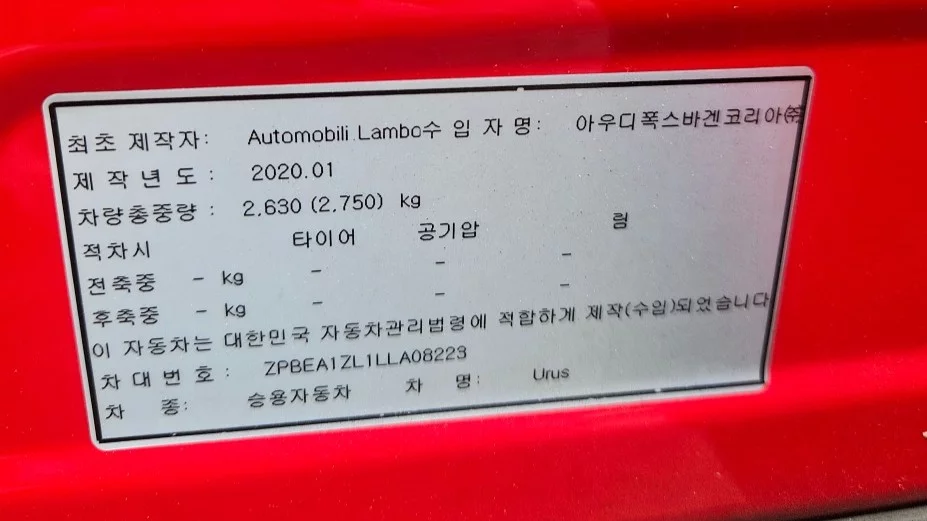 최초 제작자: Automobili Lambo수 입 자 명: 아우디폭스바겐코리아㈜
제 작 년 도 : 2020.01
차량총중량 : 2,630 (2,750) kg
적차시 타이어 공기압 림
전축중 - kg - - -
후축중 - kg - - -
이 자동차는 대한민국 자동차관리법령에 적합하게 제작(수입)되었습니다
차 대 번 호 : ZPBEA1ZL1LLA08223
차 종: 승용자동차 차 명: Urus